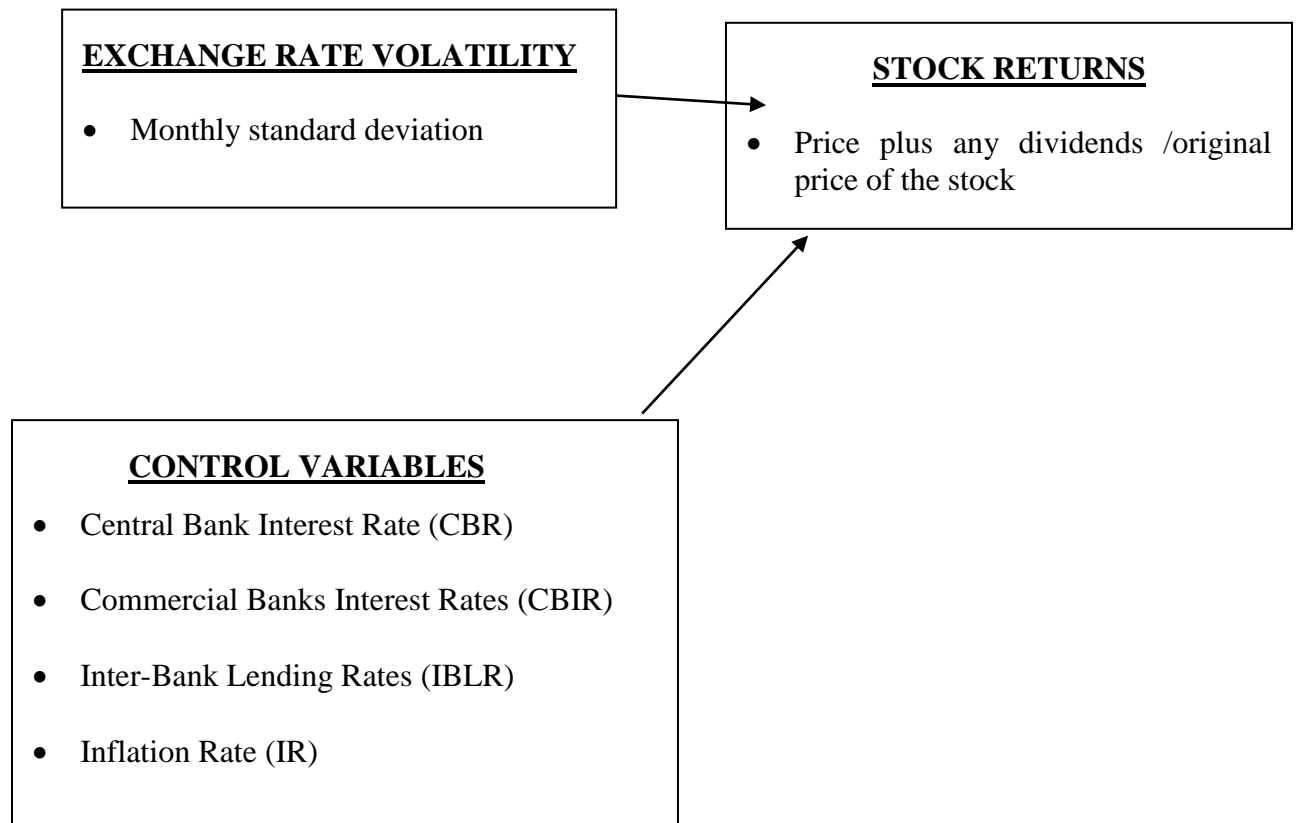 EXCHANGE RATE VOLATILITY
• Monthly standard deviation
STOCK RETURNS
• Price plus any dividends /original
price of the stock
CONTROL VARIABLES
• Central Bank Interest Rate (CBR)
• Commercial Banks Interest Rates (CBIR)
• Inter-Bank Lending Rates (IBLR)
• Inflation Rate (IR)